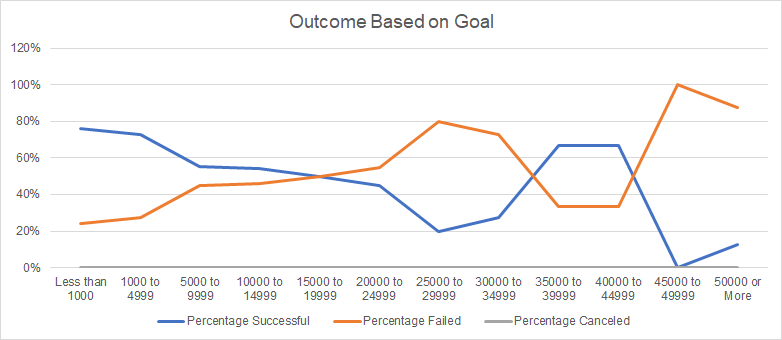 Outcome Based on Goal
120%
100%
80%
60%
40%
20%
0%
Less than 1000 to 5000 to 10000 to 15000 to 20000 to 25000 to 30000 to 35000 to 40000 to 45000 to 50000 or
1000 4999 9999 14999 19999 24999 29999 34999 39999 44999 49999 More
Percentage Successful Percentage Failed Percentage Canceled